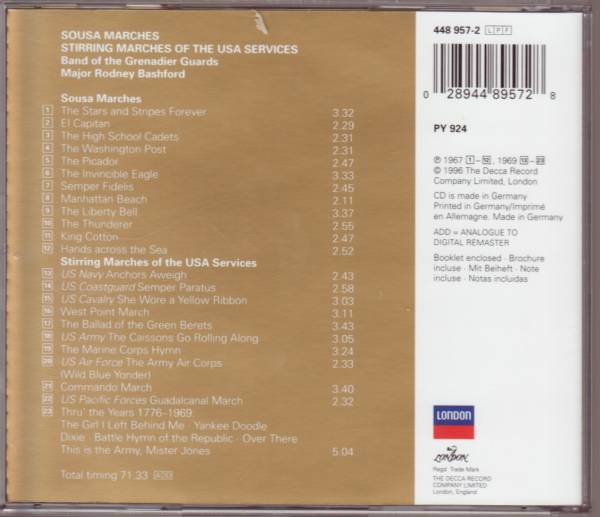 SOUSA MARCHES
STIRRING MARCHES OF THE USA SERVICES
Band of the Grenadier Guards
Major Rodney Bashford
Sousa Marches
1 The Stars and Stripes Forever 3.32
2 El Capitan 2.29
3 The High School Cadets 2.31
4 The Washington Post 2.31
5 The Picador 2.47
6 The Invincible Eagle 3.33
7 Semper Fidelis 2.45
8 Manhattan Beach 2.11
9 The Liberty Bell 3.37
10 The Thunderer 2.55
11 King Cotton 2.47
12 Hands across the Sea 2.52
Stirring Marches of the USA Services
13 US Navy Anchors Aweigh 2.43
14 US Coastguard Semper Paratus 2.58
15 US Cavalry She Wore a Yellow Ribbon 3.03
16 West Point March 3.11
17 The Ballad of the Green Berets 3.43
18 US Army The Caissons Go Rolling Along 3.05
19 The Marine Corps Hymn 3.24
20 US Air Force The Army Air Corps 2.33
(Wild Blue Yonder)
21 Commando March 3.40
22 US Pacific Forces Guadalcanal March 2.32
23 Thru' the Years 1776–1969:
The Girl I Left Behind Me · Yankee Doodle
Dixie · Battle Hymn of the Republic · Over There
This is the Army, Mister Jones 5.04
Total timing 71.33 ADD
448 957-2 LPF
0 28944 89572 8
PY 924
℗ 1967 1–12, 1969 13–23
© 1996 The Decca Record
Company Limited, London
CD is made in Germany
Printed in Germany/Imprimé
en Allemagne. Made in Germany
ADD = ANALOGUE TO
DIGITAL REMASTER
Booklet enclosed · Brochure
incluse · Mit Beiheft · Note
incluse · Notas incluidas
LONDON
LONDON
Regd. Trade Mark
THE DECCA RECORD
COMPANY LIMITED
London, England